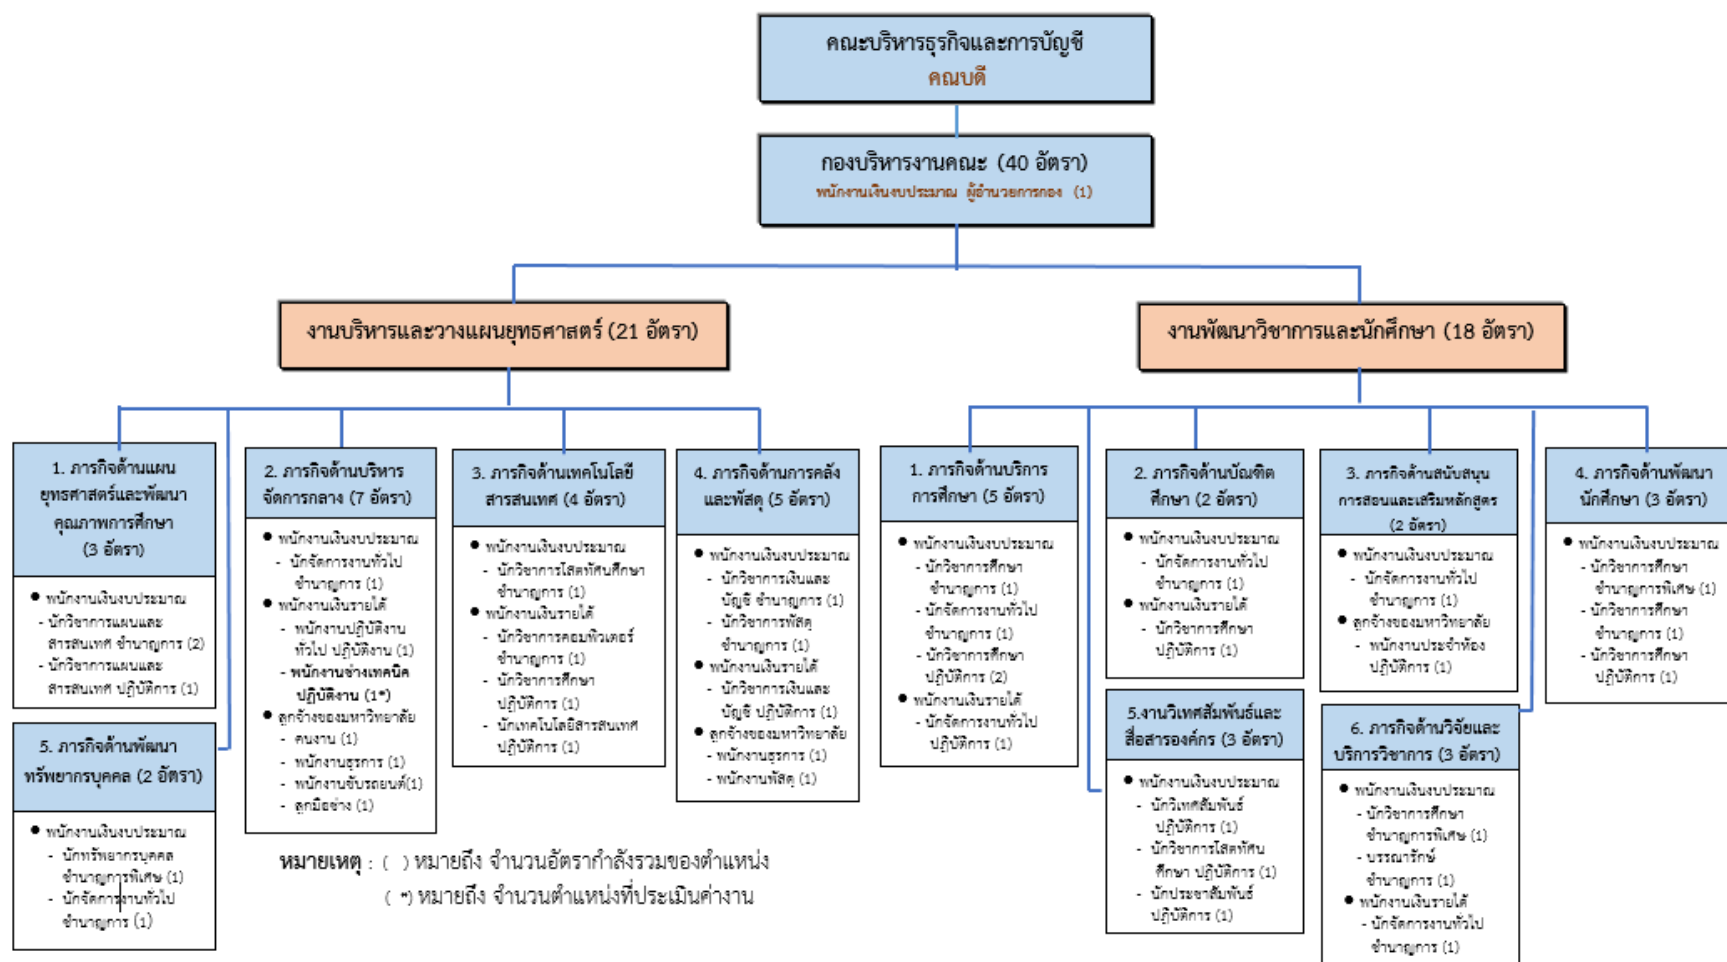 คณะบริหารธุรกิจและการบัญชี
คณบดี
กองบริหารงานคณะ (40 อัตรา)
พนักงานเงินงบประมาณ ผู้อำนวยการกอง (1)
งานบริหารและวางแผนยุทธศาสตร์ (21 อัตรา)
งานพัฒนาวิชาการและนักศึกษา (18 อัตรา)
1. ภารกิจด้านแผน
ยุทธศาสตร์และพัฒนา
คุณภาพการศึกษา
(3 อัตรา)
● พนักงานเงินงบประมาณ
- นักวิชาการแผนและ
สารสนเทศ ชำนาญการ (2)
- นักวิชาการแผนและ
สารสนเทศ ปฏิบัติการ (1)
2. ภารกิจด้านบริหาร
จัดการกลาง (7 อัตรา)
● พนักงานเงินงบประมาณ
- นักจัดการงานทั่วไป
ชำนาญการ (1)
● พนักงานเงินรายได้
- พนักงานปฏิบัติงาน
ทั่วไป ปฏิบัติงาน (1)
- พนักงานช่างเทคนิค
ปฏิบัติงาน (1*)
● ลูกจ้างของมหาวิทยาลัย
- คนงาน (1)
- พนักงานธุรการ (1)
- พนักงานขับรถยนต์(1)
- ลูกมือช่าง (1)
3. ภารกิจด้านเทคโนโลยี
สารสนเทศ (4 อัตรา)
● พนักงานเงินงบประมาณ
- นักวิชาการโสตทัศนศึกษา
ชำนาญการ (1)
● พนักงานเงินรายได้
- นักวิชาการคอมพิวเตอร์
ชำนาญการ (1)
- นักวิชาการศึกษา
ปฏิบัติการ (1)
- นักเทคโนโลยีสารสนเทศ
ปฏิบัติการ (1)
4. ภารกิจด้านการคลัง
และพัสดุ (5 อัตรา)
● พนักงานเงินงบประมาณ
- นักวิชาการเงินและ
บัญชี ชำนาญการ (1)
- นักวิชาการพัสดุ
ชำนาญการ (1)
● พนักงานเงินรายได้
- นักวิชาการเงินและ
บัญชี ปฏิบัติการ (1)
● ลูกจ้างของมหาวิทยาลัย
- พนักงานธุรการ (1)
- พนักงานพัสดุ (1)
5. ภารกิจด้านพัฒนา
ทรัพยากรบุคคล (2 อัตรา)
● พนักงานเงินงบประมาณ
- นักทรัพยากรบุคคล
ชำนาญการพิเศษ (1)
- นักจัดการงานทั่วไป
ชำนาญการ (1)
1. ภารกิจด้านบริการ
การศึกษา (5 อัตรา)
● พนักงานเงินงบประมาณ
- นักวิชาการศึกษา
ชำนาญการ (1)
- นักจัดการงานทั่วไป
ชำนาญการ (1)
- นักวิชาการศึกษา
ปฏิบัติการ (2)
● พนักงานเงินรายได้
- นักจัดการงานทั่วไป
ปฏิบัติการ (1)
2. ภารกิจด้านบัณฑิต
ศึกษา (2 อัตรา)
● พนักงานเงินงบประมาณ
- นักจัดการงานทั่วไป
ชำนาญการ (1)
● พนักงานเงินรายได้
- นักวิชาการศึกษา
ปฏิบัติการ (1)
3. ภารกิจด้านสนับสนุน
การสอนและเสริมหลักสูตร
(2 อัตรา)
● พนักงานเงินงบประมาณ
- นักจัดการงานทั่วไป
ชำนาญการ (1)
● ลูกจ้างของมหาวิทยาลัย
- พนักงานประจำห้อง
ปฏิบัติการ (1)
4. ภารกิจด้านพัฒนา
นักศึกษา (3 อัตรา)
● พนักงานเงินงบประมาณ
- นักวิชาการศึกษา
ชำนาญการพิเศษ (1)
- นักวิชาการศึกษา
ชำนาญการ (1)
- นักวิชาการศึกษา
ปฏิบัติการ (1)
5.งานวิเทศสัมพันธ์และ
สื่อสารองค์กร (3 อัตรา)
● พนักงานเงินงบประมาณ
- นักวิเทศสัมพันธ์
ปฏิบัติการ (1)
- นักวิชาการโสตทัศน
ศึกษา ปฏิบัติการ (1)
- นักประชาสัมพันธ์
ปฏิบัติการ (1)
6. ภารกิจด้านวิจัยและ
บริการวิชาการ (3 อัตรา)
● พนักงานเงินงบประมาณ
- นักวิชาการศึกษา
ชำนาญการพิเศษ (1)
- บรรณารักษ์
ชำนาญการ (1)
● พนักงานเงินรายได้
- นักจัดการงานทั่วไป
ชำนาญการ (1)
หมายเหตุ : ( ) หมายถึง จำนวนอัตรากำลังรวมของตำแหน่ง
( *) หมายถึง จำนวนตำแหน่งที่ประเมินค่างาน